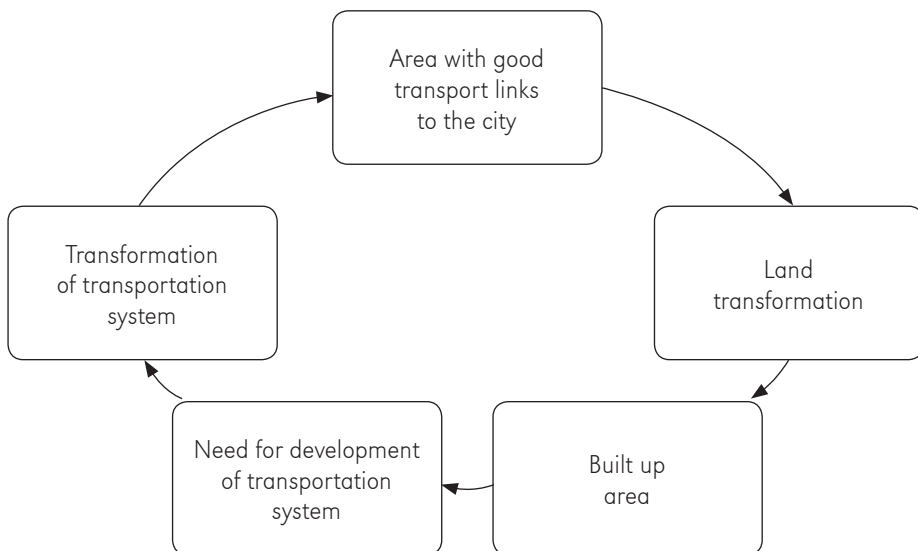 Area with good
transport links
to the city
Land
transformation
Built up
area
Need for development
of transportation
system
Transformation
of transportation
system